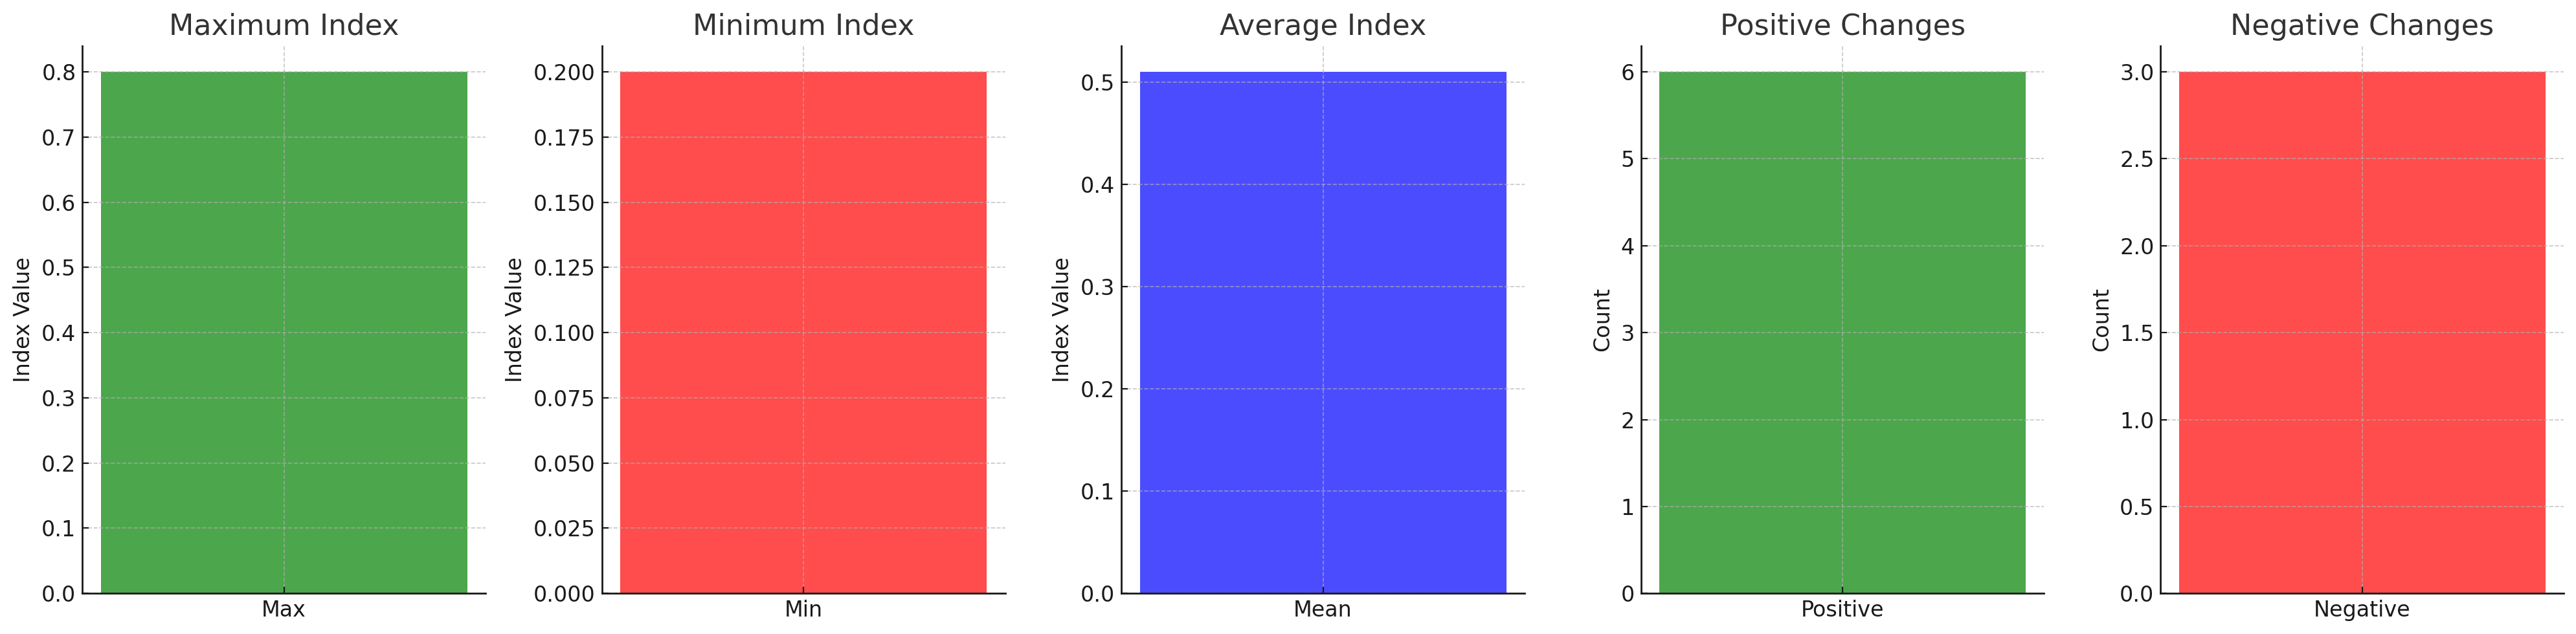 Maximum Index
Index Value
0.8
0.7
0.6
0.5
0.4
0.3
0.2
0.1
0.0
Max
Minimum Index
Index Value
0.200
0.175
0.150
0.125
0.100
0.075
0.050
0.025
0.000
Min
Average Index
Index Value
0.5
0.4
0.3
0.2
0.1
0.0
Mean
Positive Changes
Count
6
5
4
3
2
1
0
Positive
Negative Changes
Count
3.0
2.5
2.0
1.5
1.0
0.5
0.0
Negative